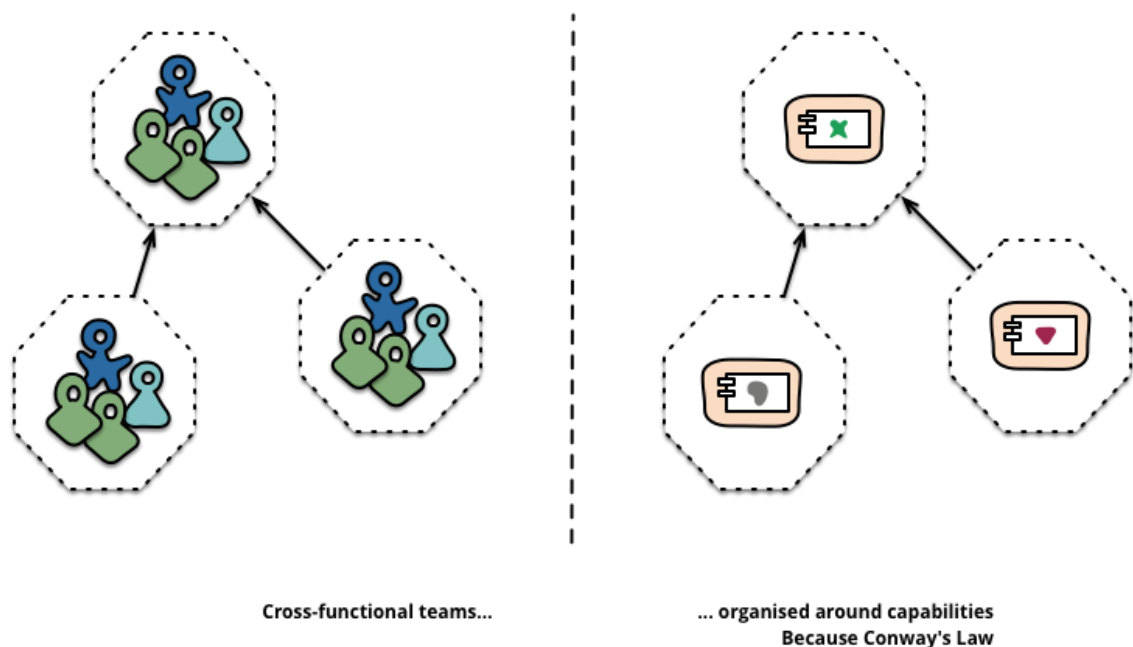 Cross-functional teams...
... organised around capabilities
Because Conway's Law